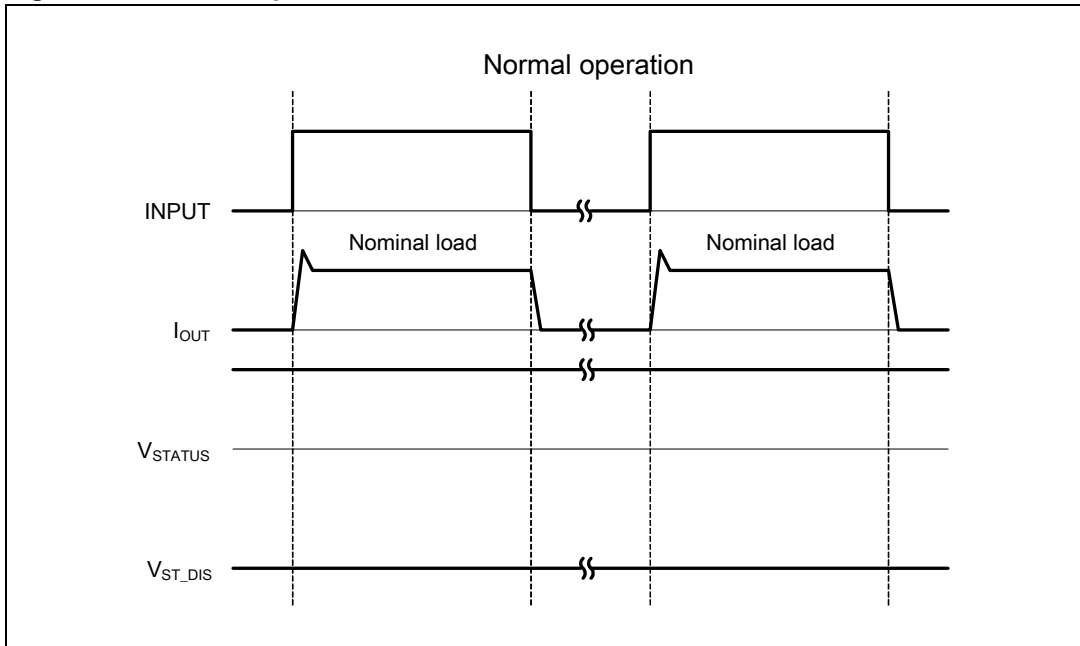 Normal operation
INPUT
Nominal load
Nominal load
I_OUT
V_STATUS
V_ST_DIS